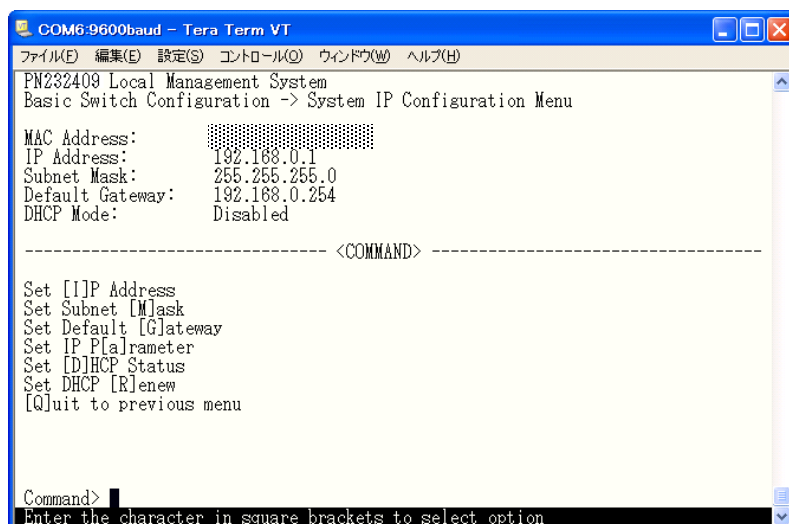 COM6:9600baud – Tera Term VT
ファイル(F) 編集(E) 設定(S) コントロール(O) ウィンドウ(W) ヘルプ(H)
PN232409 Local Management System
Basic Switch Configuration -> System IP Configuration Menu
MAC Address:
IP Address: 192.168.0.1
Subnet Mask: 255.255.255.0
Default Gateway: 192.168.0.254
DHCP Mode: Disabled
-------------------------------- <COMMAND> -----------------------------------
Set [I]P Address
Set Subnet [M]ask
Set Default [G]ateway
Set IP P[a]rameter
Set [D]HCP Status
Set DHCP [R]enew
[Q]uit to previous menu
Command>
Enter the character in square brackets to select option